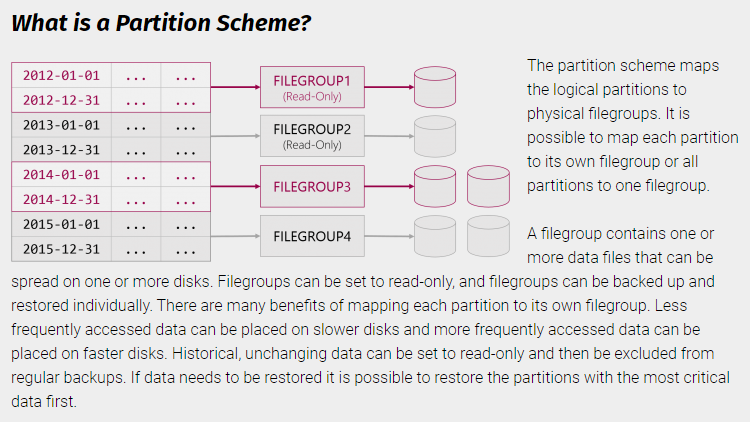 What is a Partition Scheme?
2012-01-01 ... ...
2012-12-31 ... ...
2013-01-01 ... ...
2013-12-31 ... ...
2014-01-01 ... ...
2014-12-31 ... ...
2015-01-01 ... ...
2015-12-31 ... ...
FILEGROUP1
(Read-Only)
FILEGROUP2
(Read-Only)
FILEGROUP3
FILEGROUP4
The partition scheme maps
the logical partitions to
physical filegroups. It is
possible to map each partition
to its own filegroup or all
partitions to one filegroup.
A filegroup contains one or
more data files that can be
spread on one or more disks. Filegroups can be set to read-only, and filegroups can be backed up and
restored individually. There are many benefits of mapping each partition to its own filegroup. Less
frequently accessed data can be placed on slower disks and more frequently accessed data can be
placed on faster disks. Historical, unchanging data can be set to read-only and then be excluded from
regular backups. If data needs to be restored it is possible to restore the partitions with the most critical
data first.